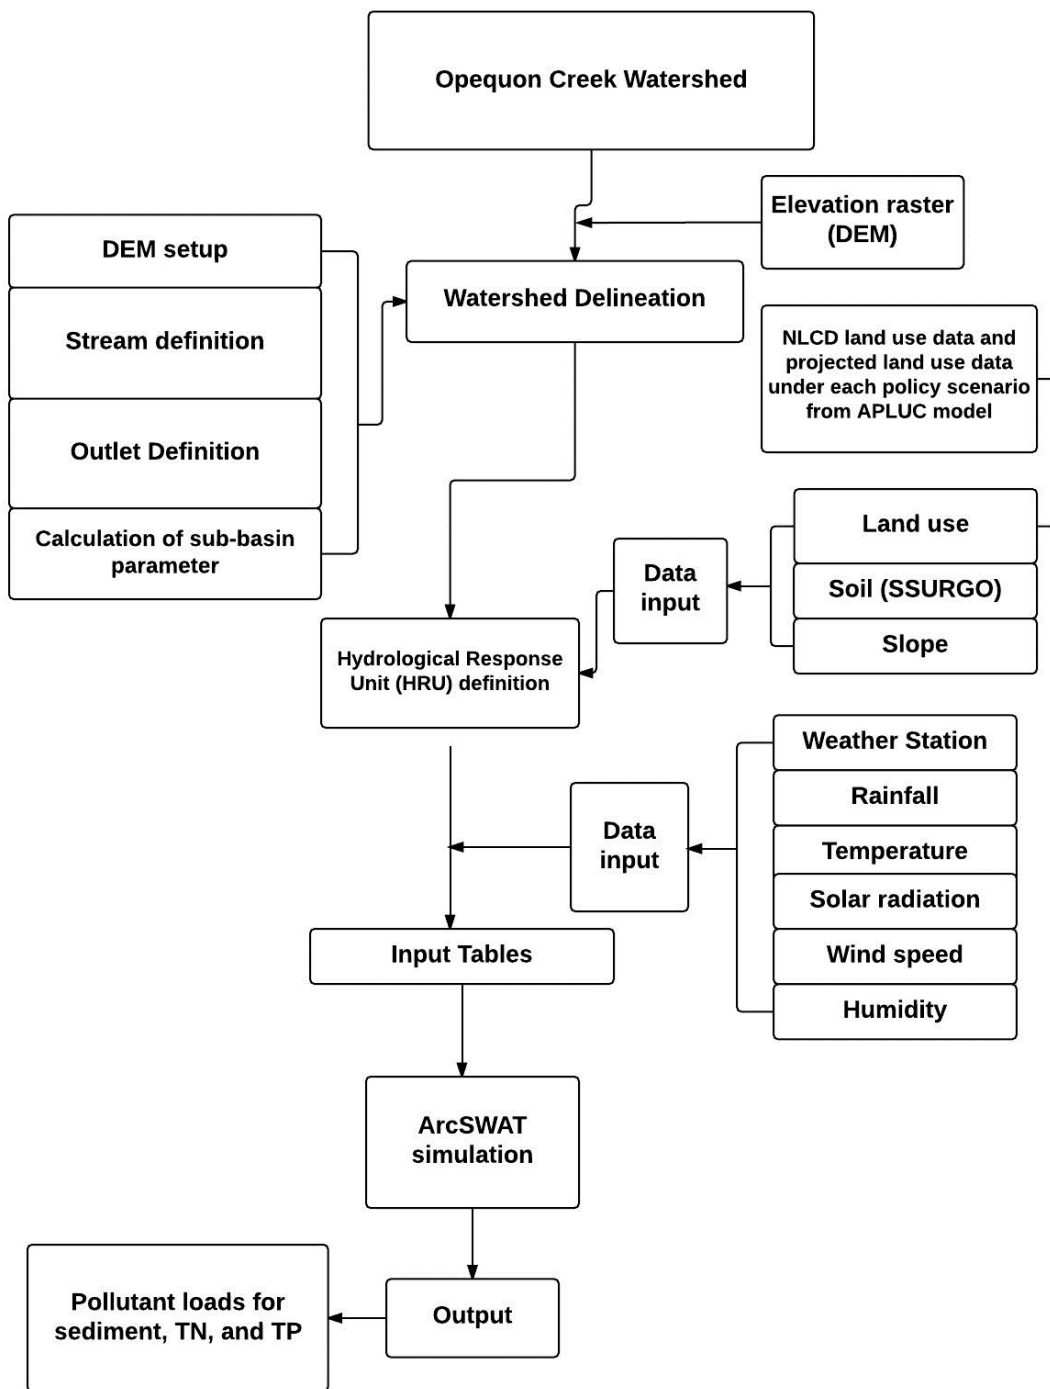 Opequon Creek Watershed
Elevation raster
(DEM)
DEM setup
Stream definition
Outlet Definition
Calculation of sub-basin
parameter
Watershed Delineation
NLCD land use data and
projected land use data
under each policy scenario
from APLUC model
Land use
Soil (SSURGO)
Slope
Data
input
Hydrological Response
Unit (HRU) definition
Weather Station
Rainfall
Temperature
Solar radiation
Wind speed
Humidity
Data
input
Input Tables
ArcSWAT
simulation
Output
Pollutant loads for
sediment, TN, and TP